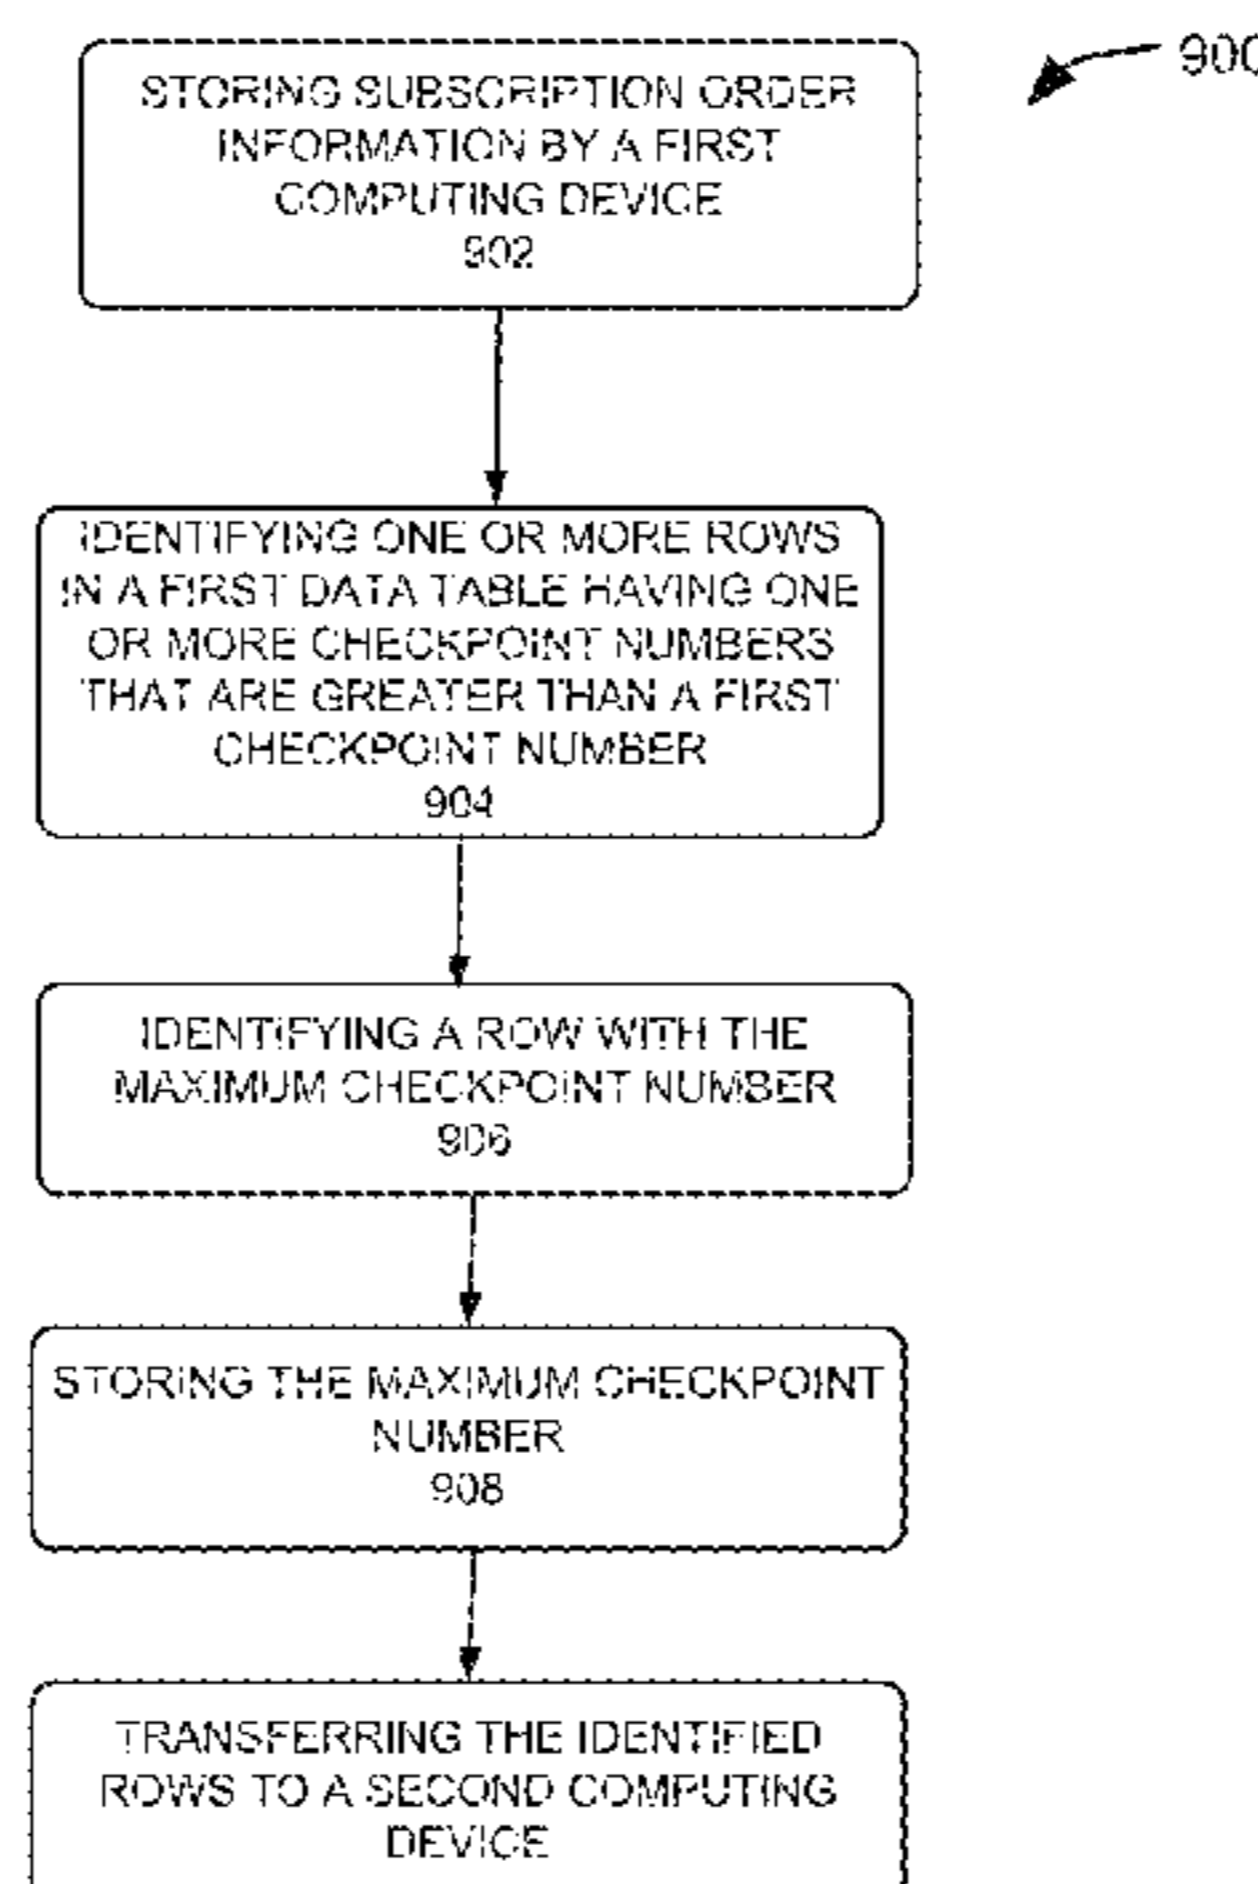 900
STORING SUBSCRIPTION ORDER
INFORMATION BY A FIRST
COMPUTING DEVICE
902
IDENTIFYING ONE OR MORE ROWS
IN A FIRST DATA TABLE HAVING ONE
OR MORE CHECKPOINT NUMBERS
THAT ARE GREATER THAN A FIRST
CHECKPOINT NUMBER
904
IDENTIFYING A ROW WITH THE
MAXIMUM CHECKPOINT NUMBER
906
STORING THE MAXIMUM CHECKPOINT
NUMBER
908
TRANSFERRING THE IDENTIFIED
ROWS TO A SECOND COMPUTING
DEVICE